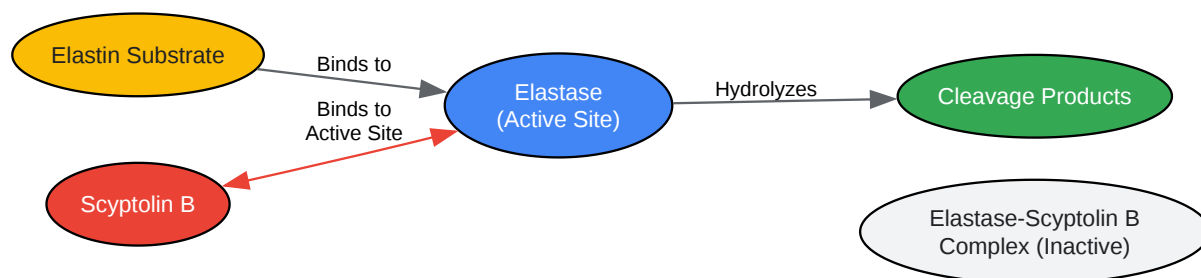 Elastin Substrate
Binds to
Elastase
(Active Site)
Hydrolyzes
Cleavage Products
Binds to
Active Site
Scyptolin B
Elastase-Scyptolin B
Complex (Inactive)